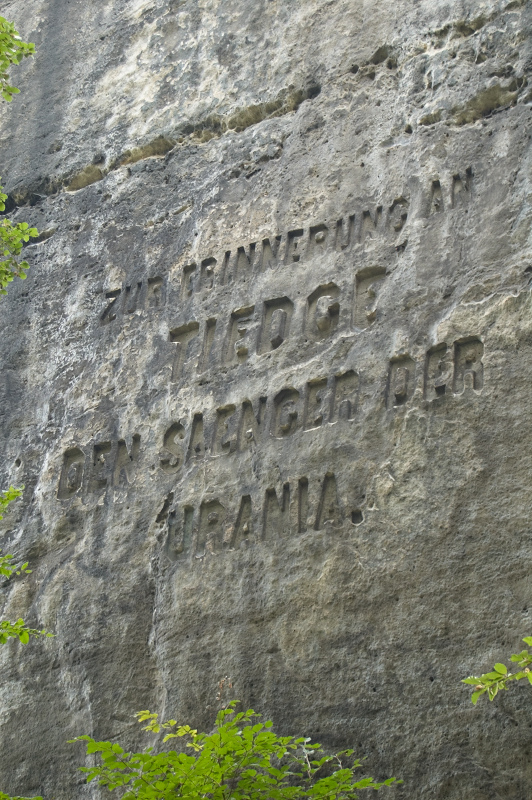 ZUR ERINNERUNG AN
TIEDGE
DEN SAENGER DER
URANIA.